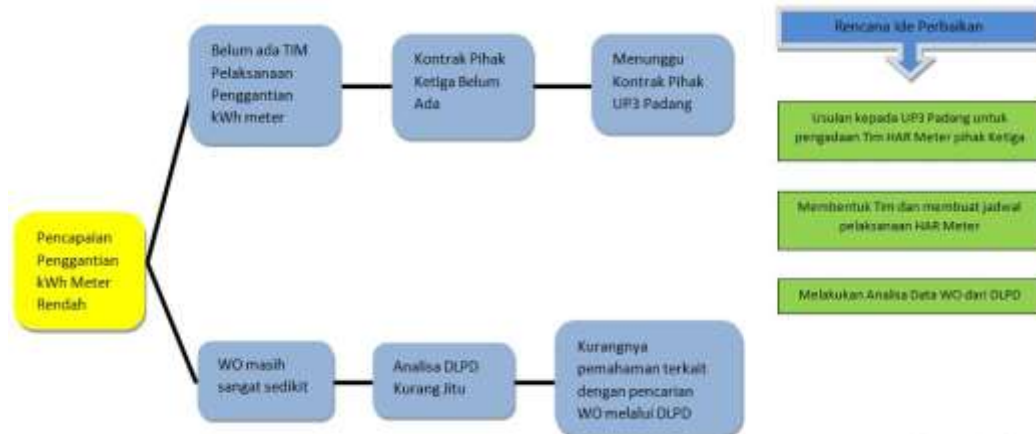 Pencapaian
Penggantian
kWh Meter
Rendah
Belum ada TIM
Pelaksanaan
Penggantian
kWh meter
Kontrak Pihak
Ketiga Belum
Ada
Menunggu
Kontrak Pihak
UP3 Padang
WO masih
sangat sedikit
Analisa DLPD
Kurang Jitu
Kurangnya
pemahaman terkait
dengan pencarian
WO melalui DLPD
Rencana Ide Perbaikan
Usulan kepada UP3 Padang untuk
pengadaan Tim HAR Meter pihak Ketiga
Membentuk Tim dan membuat jadwal
pelaksanaan HAR Meter
Melakukan Analisa Data WO dari DLPD